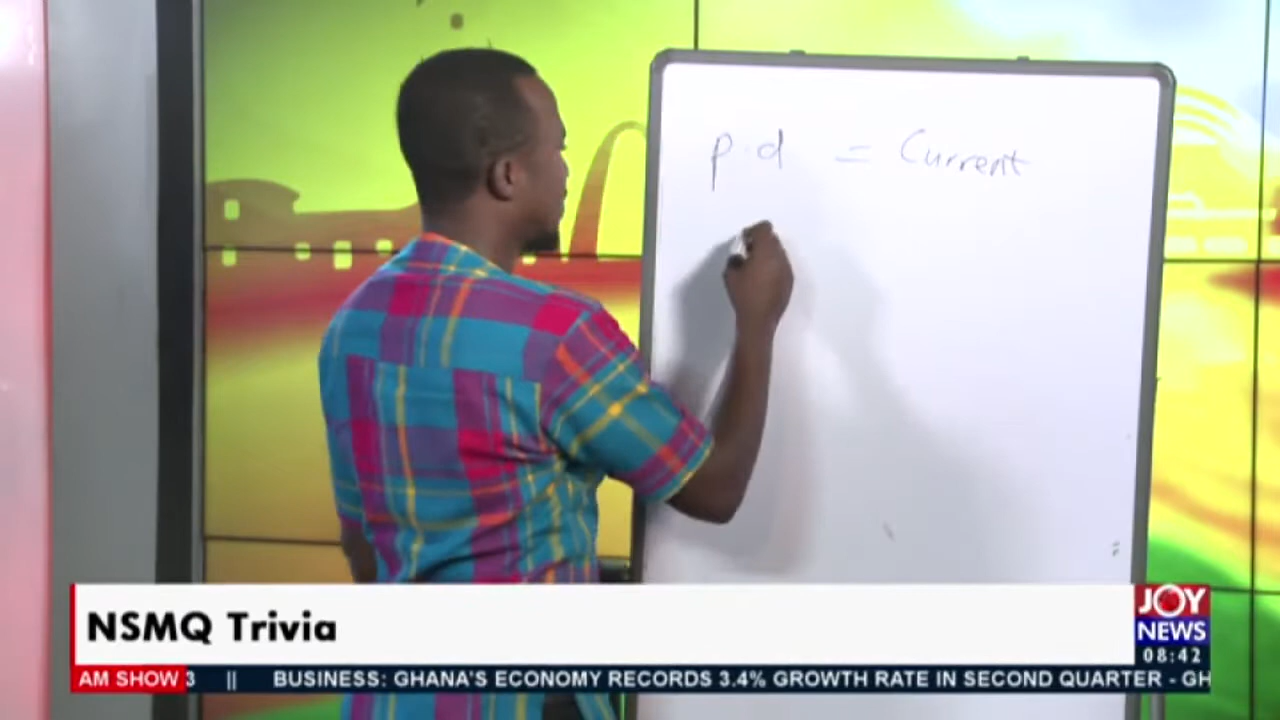 p.d = Current
NSMQ Trivia
JOY
NEWS
08:42
AM SHOW 3 || BUSINESS: GHANA'S ECONOMY RECORDS 3.4% GROWTH RATE IN SECOND QUARTER - GH